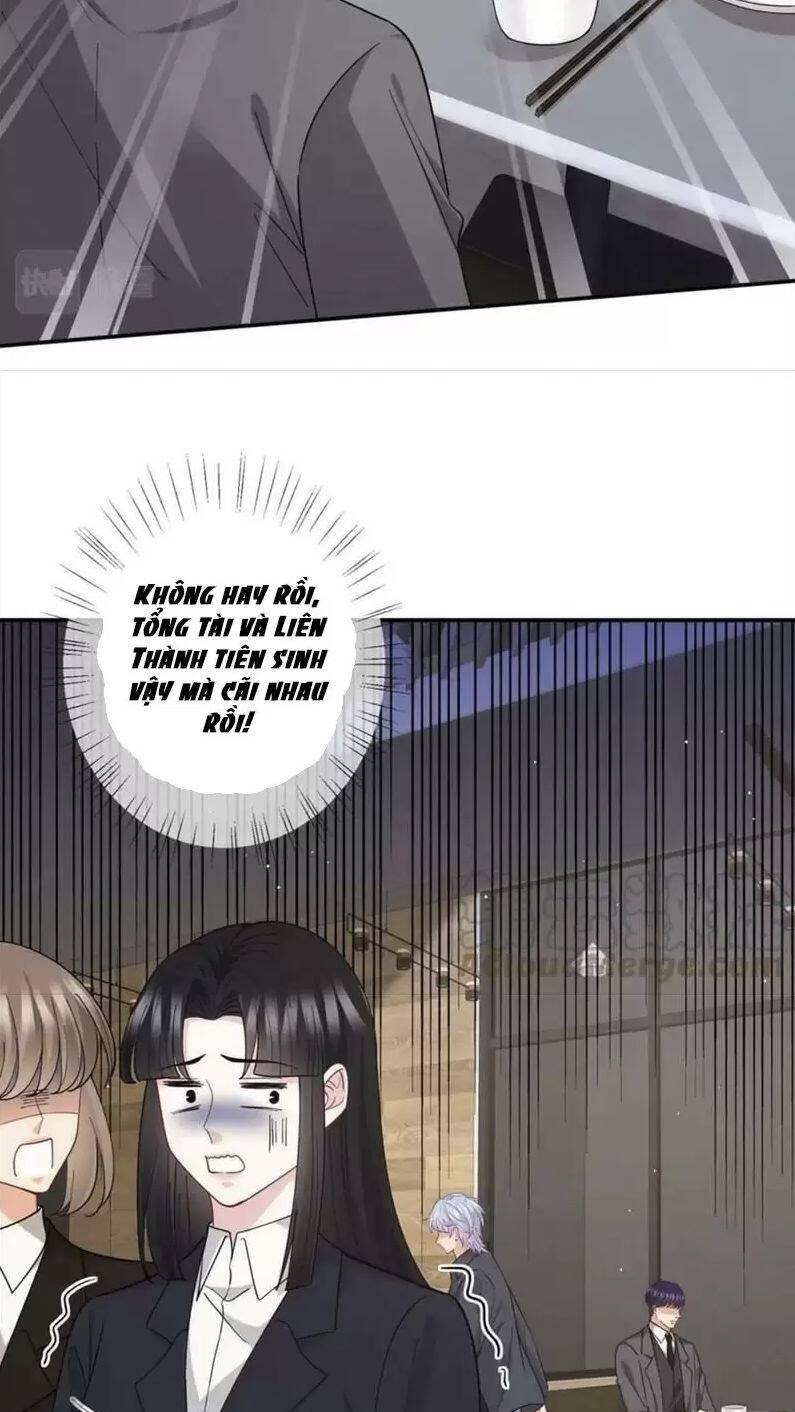 KHÔNG HAY RỒI,
TỔNG TÀI VÀ LIÊN
THÀNH TIÊN SINH
VẬY MÀ CÃI NHAU
RỒI!